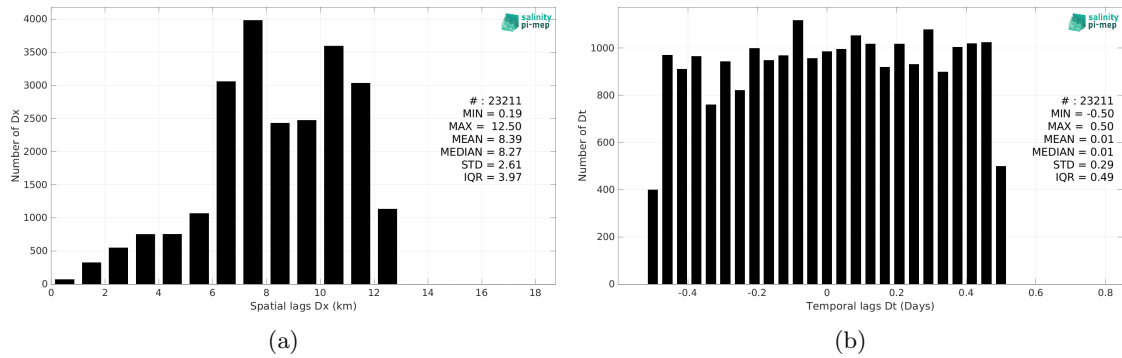 4000
3500
3000
2500
2000
1500
1000
500
0
Number of Dx
0 2 4 6 8 10 12 14 16 18
Spatial lags Dx (km)
salinity
pi-mep
# : 23211
MIN = 0.19
MAX = 12.50
MEAN = 8.39
MEDIAN = 8.27
STD = 2.61
IQR = 3.97
(a)
1000
800
600
400
200
0
Number of Dt
-0.4 -0.2 0 0.2 0.4 0.6 0.8
Temporal lags Dt (Days)
salinity
pi-mep
# : 23211
MIN = -0.50
MAX = 0.50
MEAN = 0.01
MEDIAN = 0.01
STD = 0.29
IQR = 0.49
(b)